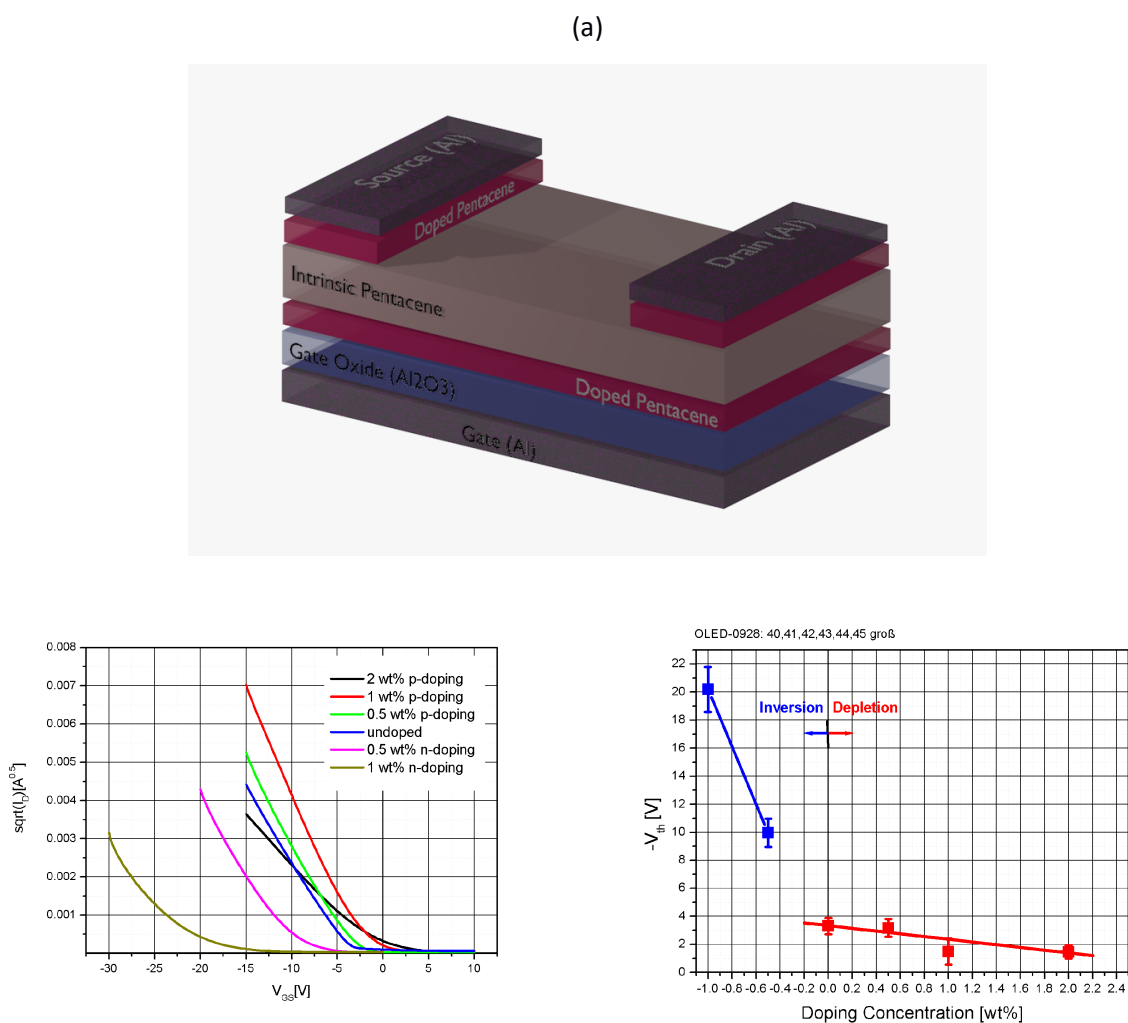 (a)
Source (Al)
Doped Pentacene
Drain (Al)
Intrinsic Pentacene
Gate Oxide (Al2O3)
Doped Pentacene
Gate (Al)
0.008
0.007
0.006
0.005
0.004
0.003
0.002
0.001
sqrt(I_D)[A^0.5]
2 wt% p-doping
1 wt% p-doping
0.5 wt% p-doping
undoped
0.5 wt% n-doping
1 wt% n-doping
-30 -25 -20 -15 -10 -5 0 5 10
V_GS[V]
OLED-0928: 40,41,42,43,44,45 groß
22
20
18
16
14
12
10
8
6
4
2
0
-V_th [V]
Inversion Depletion
-1.0 -0.8 -0.6 -0.4 -0.2 0.0 0.2 0.4 0.6 0.8 1.0 1.2 1.4 1.6 1.8 2.0 2.2 2.4
Doping Concentration [wt%]